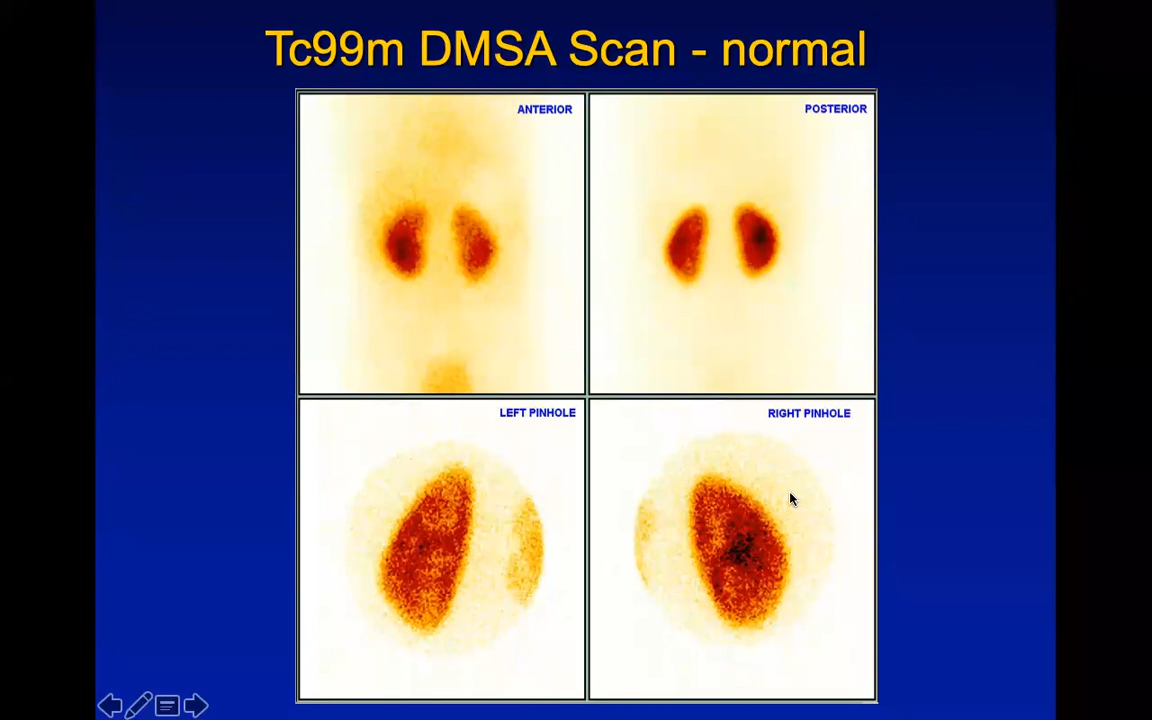 Tc99m DMSA Scan - normal
ANTERIOR
POSTERIOR
LEFT PINHOLE
RIGHT PINHOLE